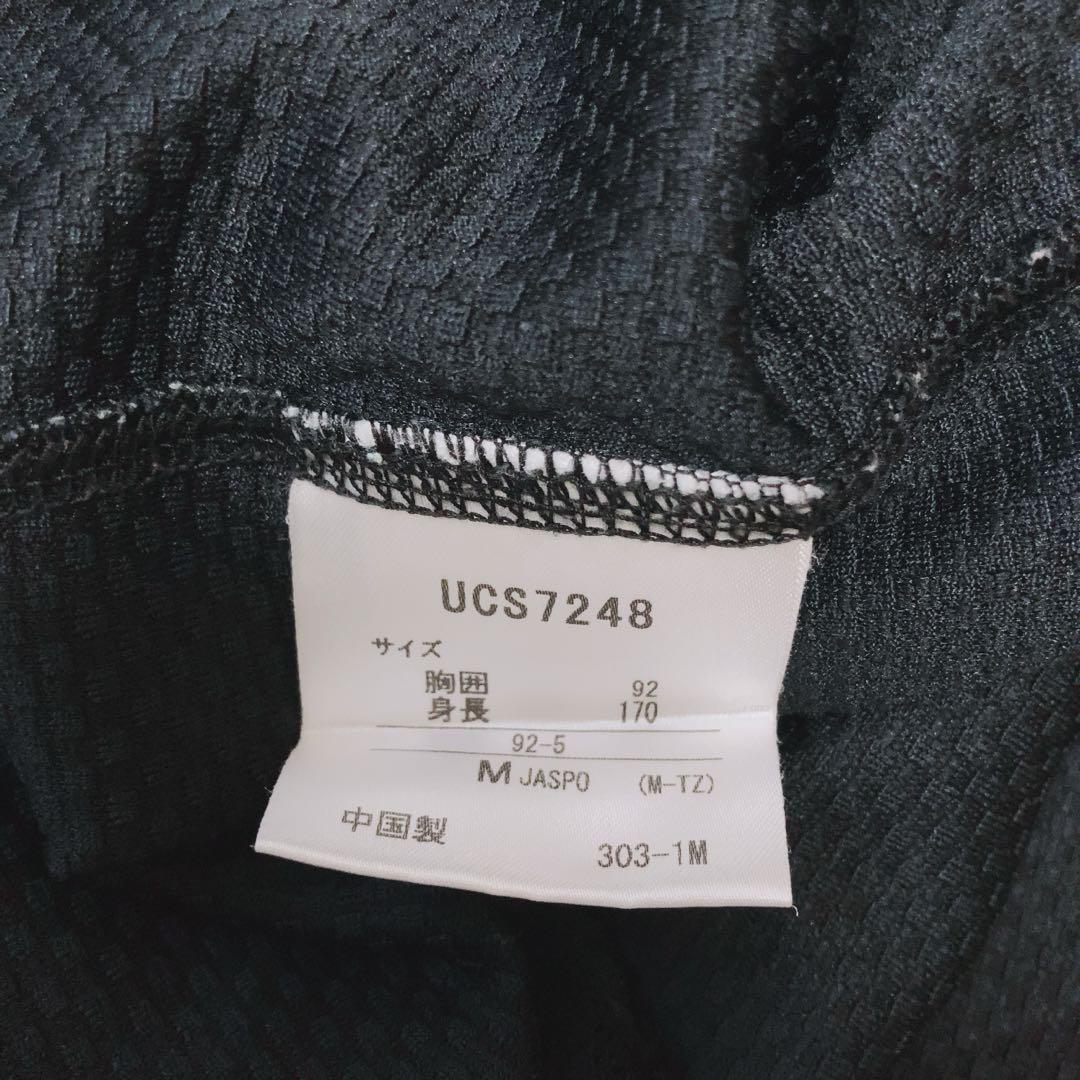 UCS7248
サイズ
胸囲 92
身長 170
92-5
M JASPO (M-TZ)
中国製
303-1M